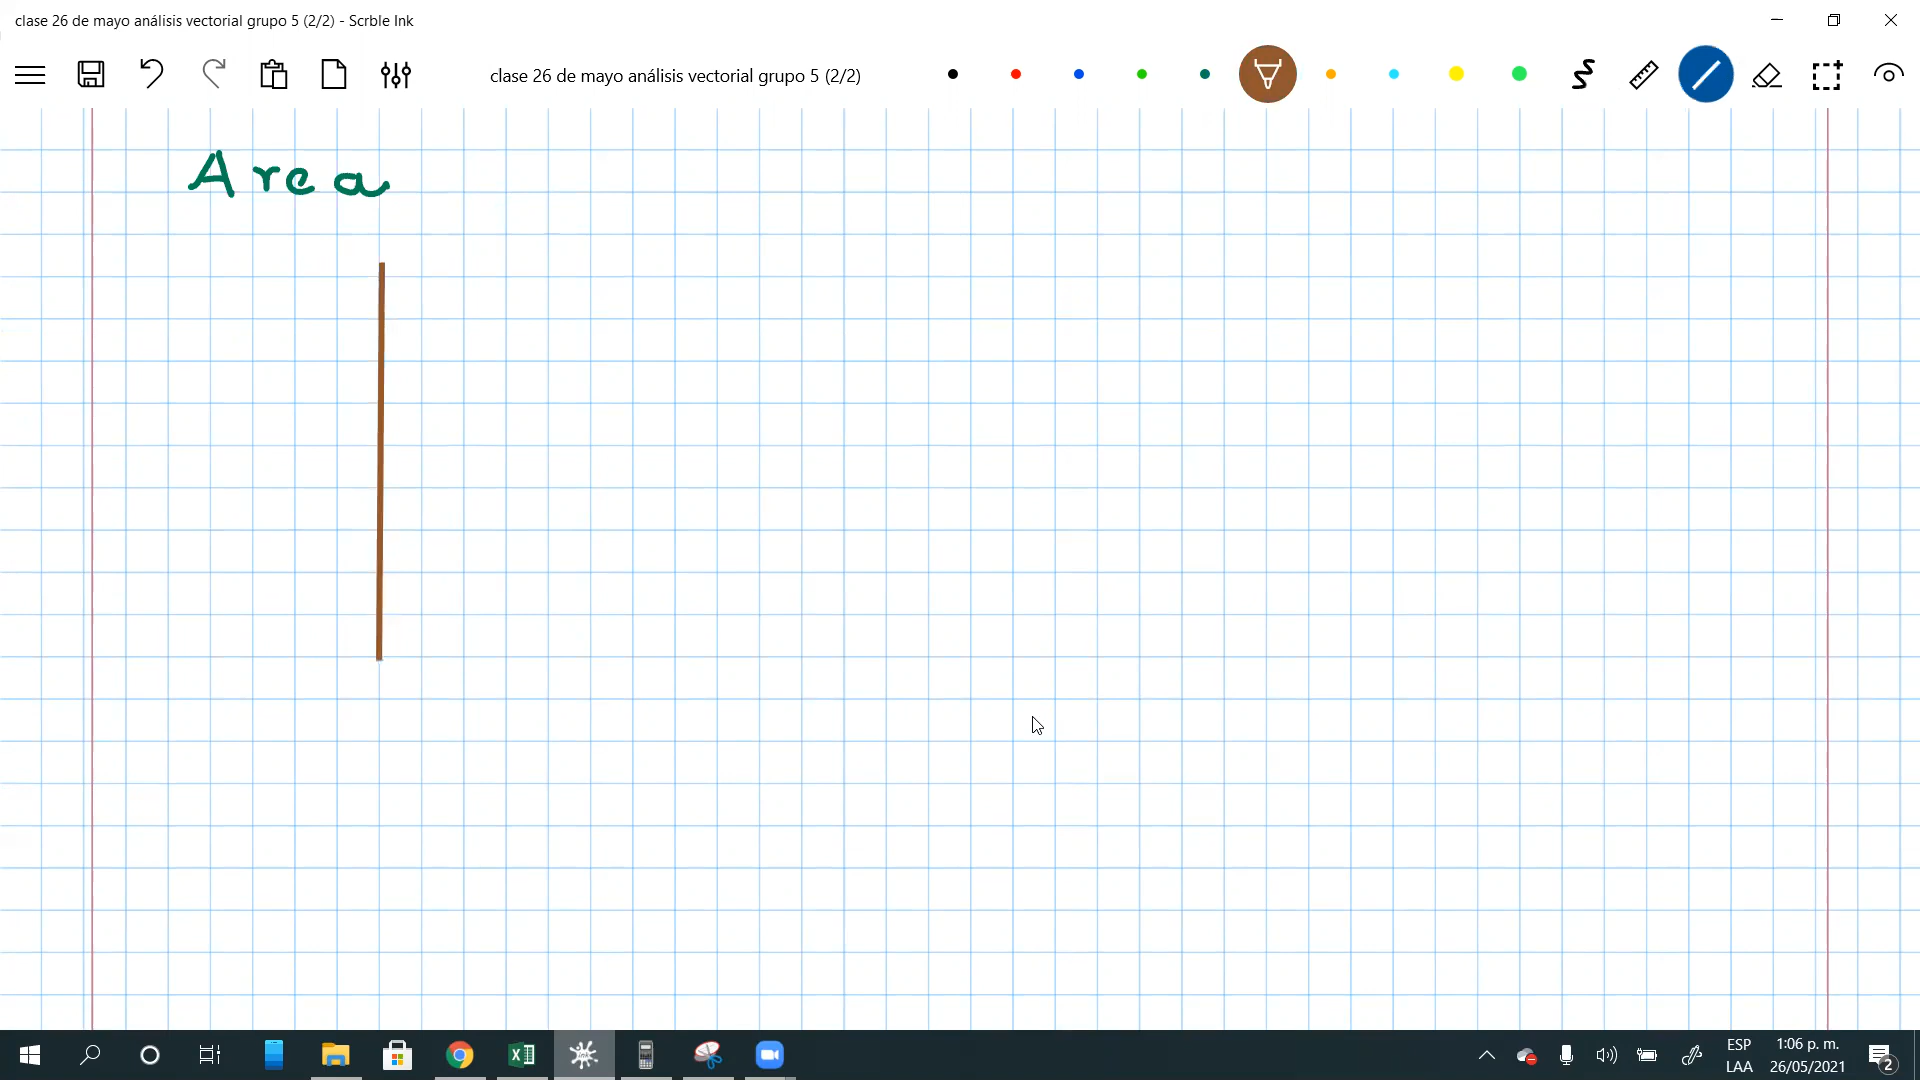 clase 26 de mayo análisis vectorial grupo 5 (2/2) - Scrble Ink
clase 26 de mayo análisis vectorial grupo 5 (2/2)
Area
ESP
LAA
1:06 p. m.
26/05/2021
2